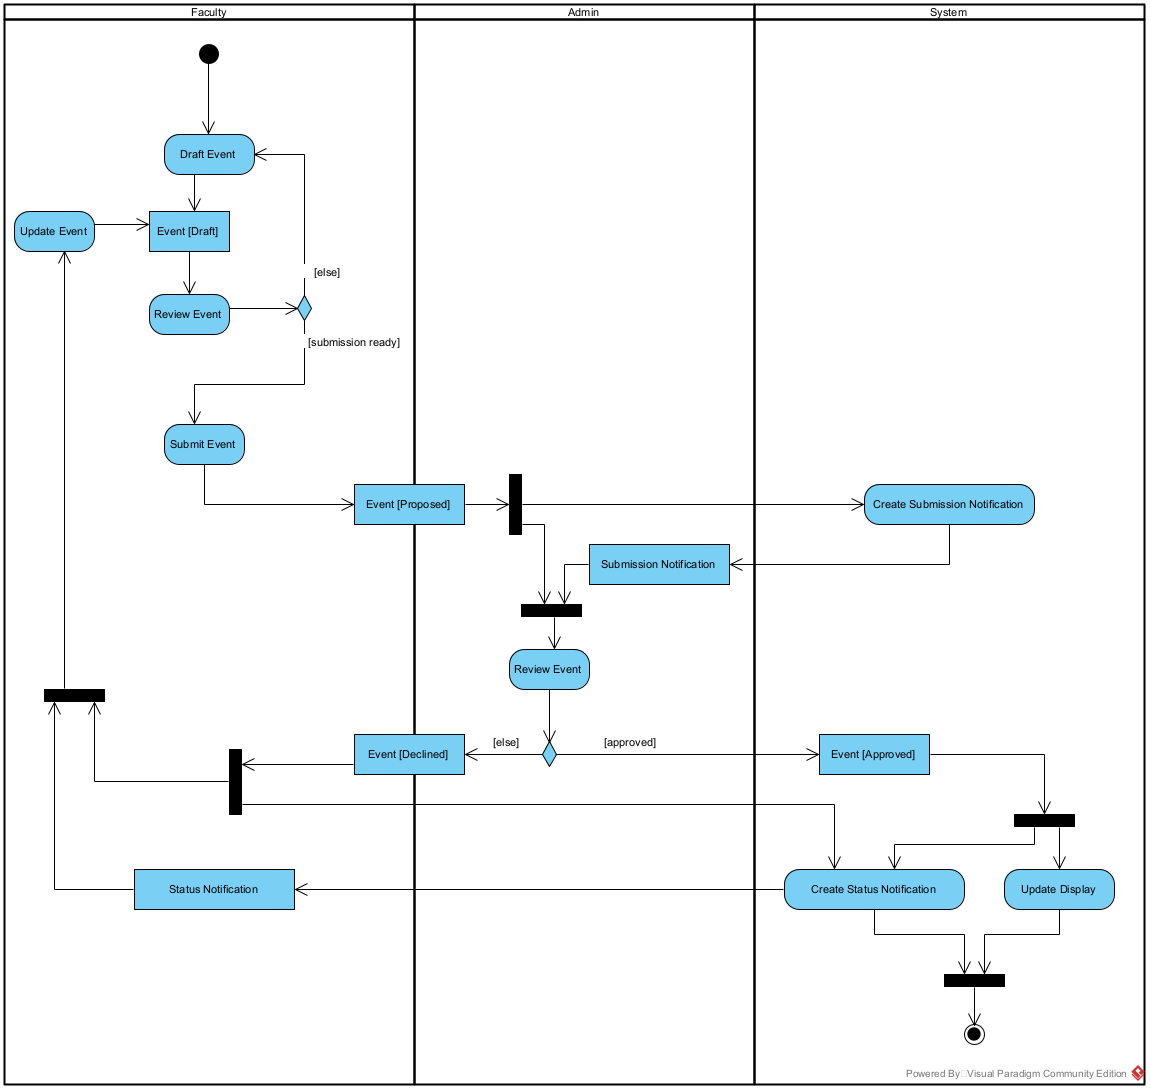 Faculty
Admin
System
Draft Event
Update Event
Event [Draft]
[else]
Review Event
[submission ready]
Submit Event
Event [Proposed]
Create Submission Notification
Submission Notification
Review Event
[else]
[approved]
Event [Declined]
Event [Approved]
Status Notification
Create Status Notification
Update Display
Powered By Visual Paradigm Community Edition